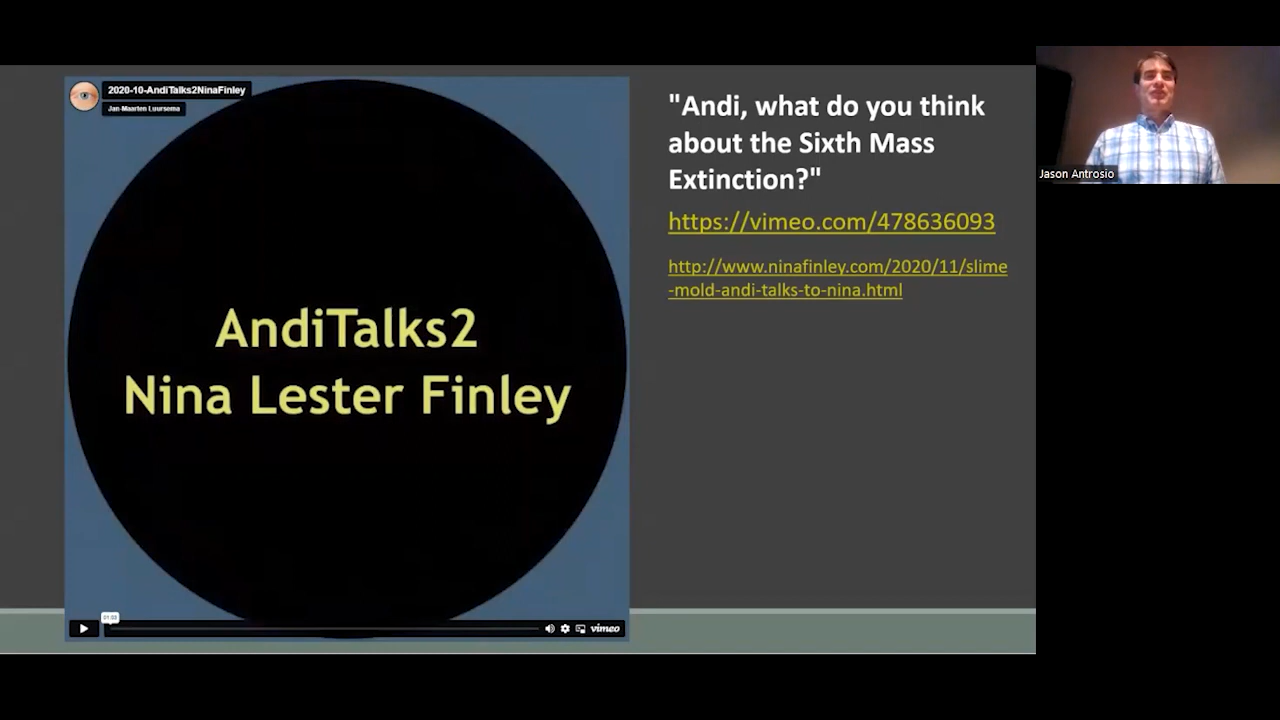 2020-10-AndiTalks2NinaFinley
Jan-Maarten Luursema
AndiTalks2
Nina Lester Finley
01:03
vimeo
"Andi, what do you think
about the Sixth Mass
Extinction?"
https://vimeo.com/478636093
http://www.ninafinley.com/2020/11/slime
-mold-andi-talks-to-nina.html
Jason Antrosio